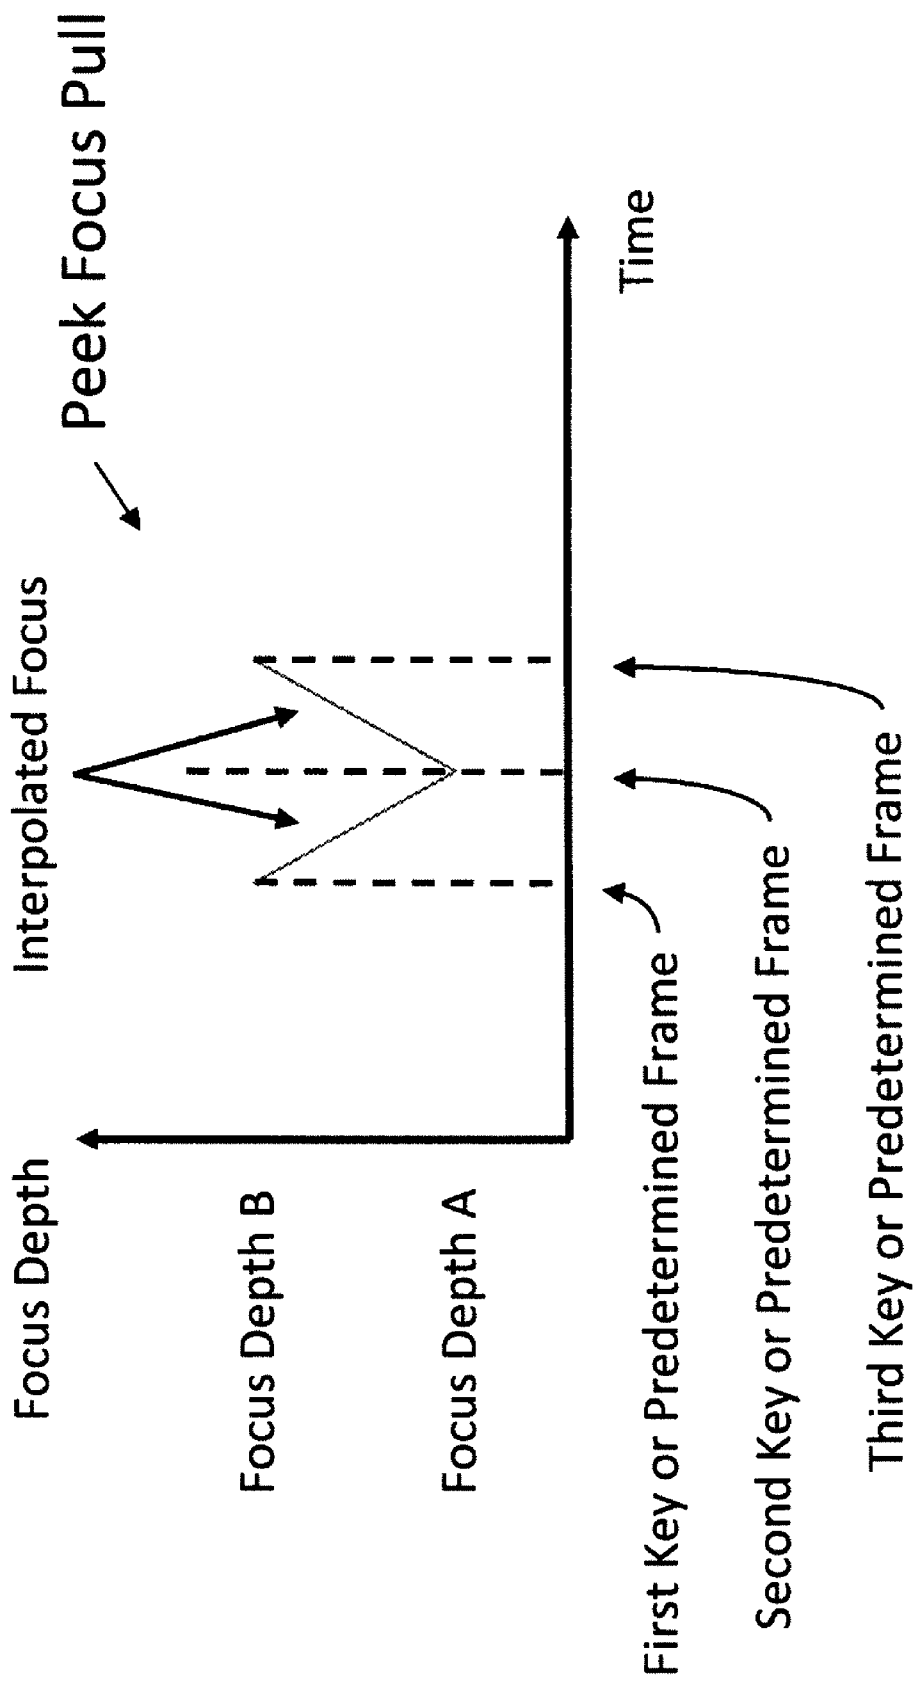 Peek Focus Pull
Interpolated Focus
Focus Depth
Focus Depth B
Focus Depth A
Time
First Key or Predetermined Frame
Second Key or Predetermined Frame
Third Key or Predetermined Frame